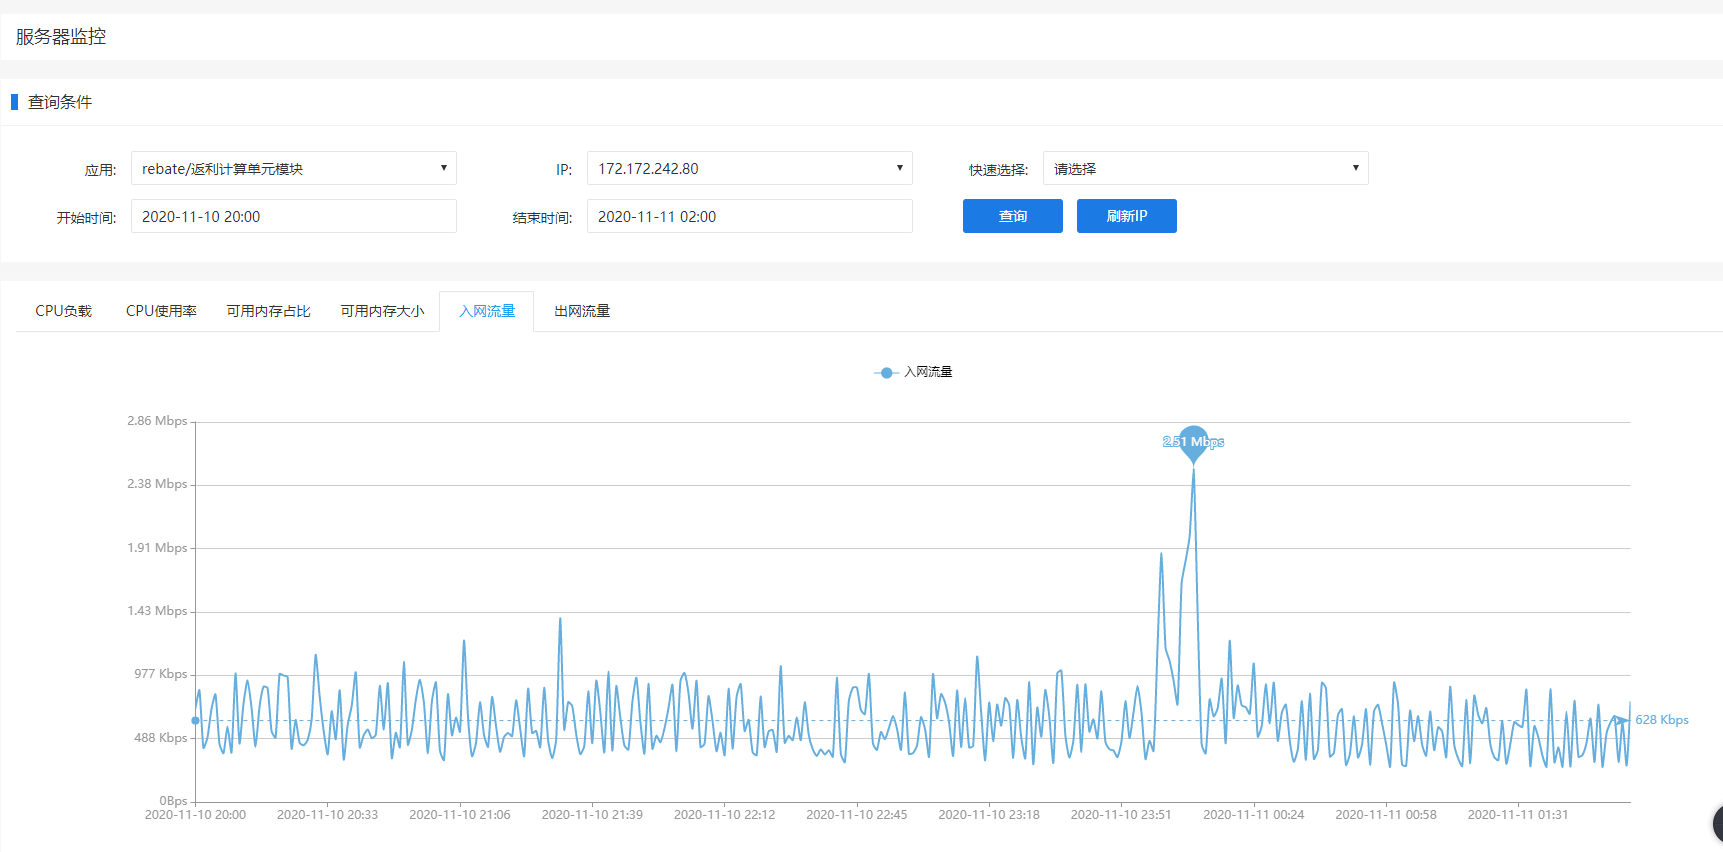 服务器监控
查询条件
应用: rebate/返利计算单元模块 IP: 172.172.242.80 快速选择: 请选择
开始时间: 2020-11-10 20:00 结束时间: 2020-11-11 02:00 查询 刷新IP
CPU负载 CPU使用率 可用内存占比 可用内存大小 入网流量 出网流量
入网流量
2.86 Mbps
2.51 Mbps
2.38 Mbps
1.91 Mbps
1.43 Mbps
977 Kbps
628 Kbps
488 Kbps
0Bps
2020-11-10 20:00 2020-11-10 20:33 2020-11-10 21:06 2020-11-10 21:39 2020-11-10 22:12 2020-11-10 22:45 2020-11-10 23:18 2020-11-10 23:51 2020-11-11 00:24 2020-11-11 00:58 2020-11-11 01:31